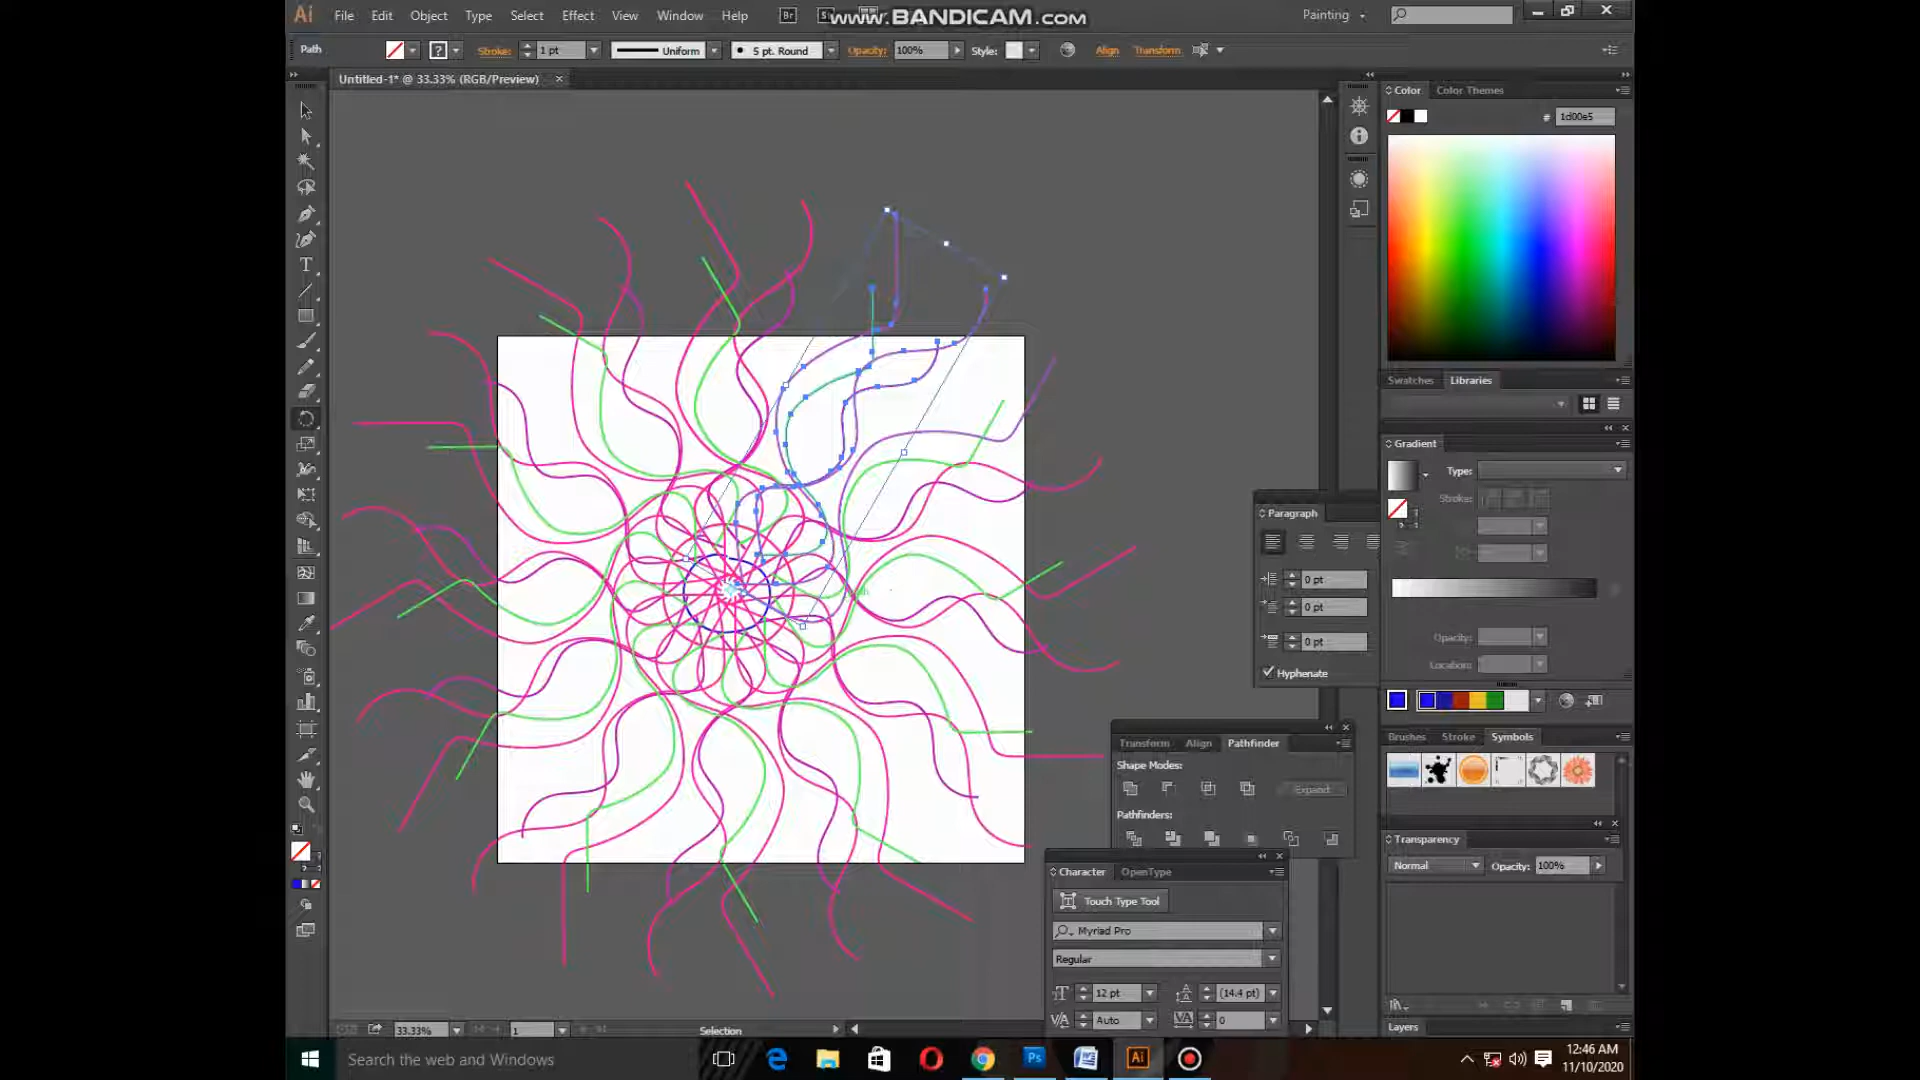 Ai File Edit Object Type Select Effect View Window Help Br
www.BANDICAM.com
Painting
Path Stroke: 1 pt Uniform 5 pt. Round Opacity: 100% Style: Align Transform
Untitled-1* @ 33.33% (RGB/Preview)
Color Color Themes
# 1d00e5
Swatches Libraries
Gradient
Type:
Stroke:
Opacity:
Location:
Paragraph
0 pt
0 pt
0 pt
Hyphenate
Transform Align Pathfinder
Shape Modes:
Expand
Pathfinders:
Brushes Stroke Symbols
Transparency
Normal Opacity: 100%
Character OpenType
Touch Type Tool
Myriad Pro
Regular
12 pt (14.4 pt)
Auto 0
Layers
33.33% 1 Selection
Search the web and Windows
Ps Ai
12:46 AM
11/10/2020